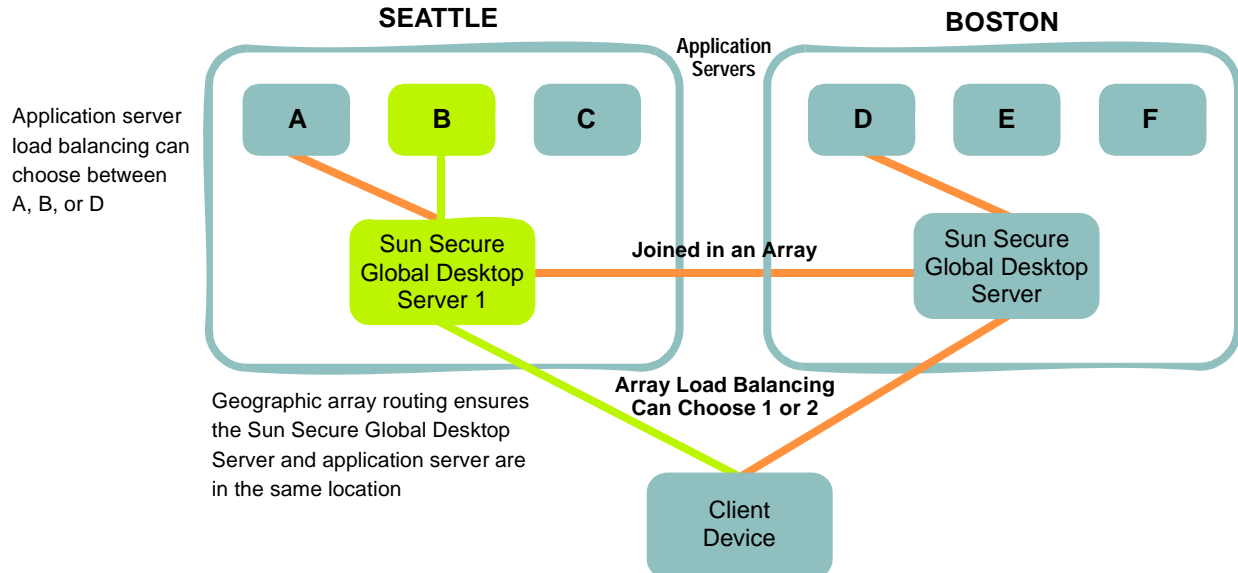 SEATTLE
BOSTON
Application
Servers
A
B
C
D
E
F
Application server
load balancing can
choose between
A, B, or D
Sun Secure
Global Desktop
Server 1
Joined in an Array
Sun Secure
Global Desktop
Server
Array Load Balancing
Can Choose 1 or 2
Geographic array routing ensures
the Sun Secure Global Desktop
Server and application server are
in the same location
Client
Device